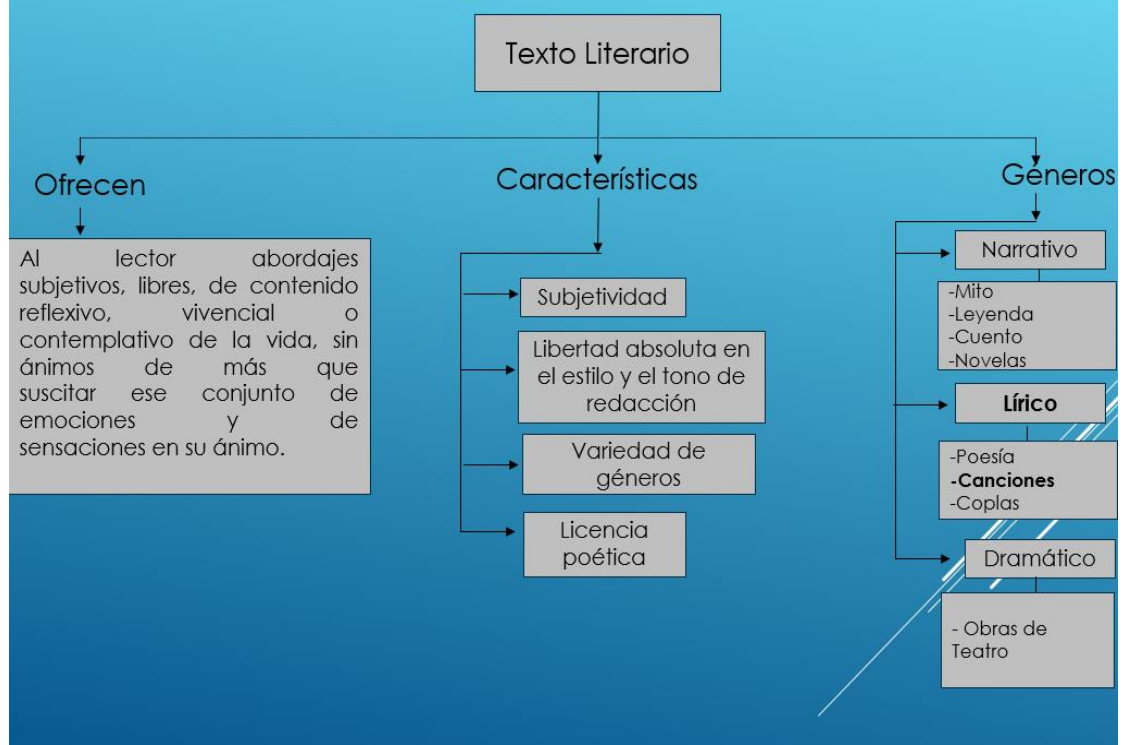 Texto Literario
Ofrecen
Al lector abordajes
subjetivos, libres, de contenido
reflexivo, vivencial o
contemplativo de la vida, sin
ánimos de más que
suscitar ese conjunto de
emociones y de
sensaciones en su ánimo.
Características
Subjetividad
Libertad absoluta en
el estilo y el tono de
redacción
Variedad de
géneros
Licencia
poética
Géneros
Narrativo
-Mito
-Leyenda
-Cuento
-Novelas
Lírico
-Poesía
-Canciones
-Coplas
Dramático
- Obras de
Teatro